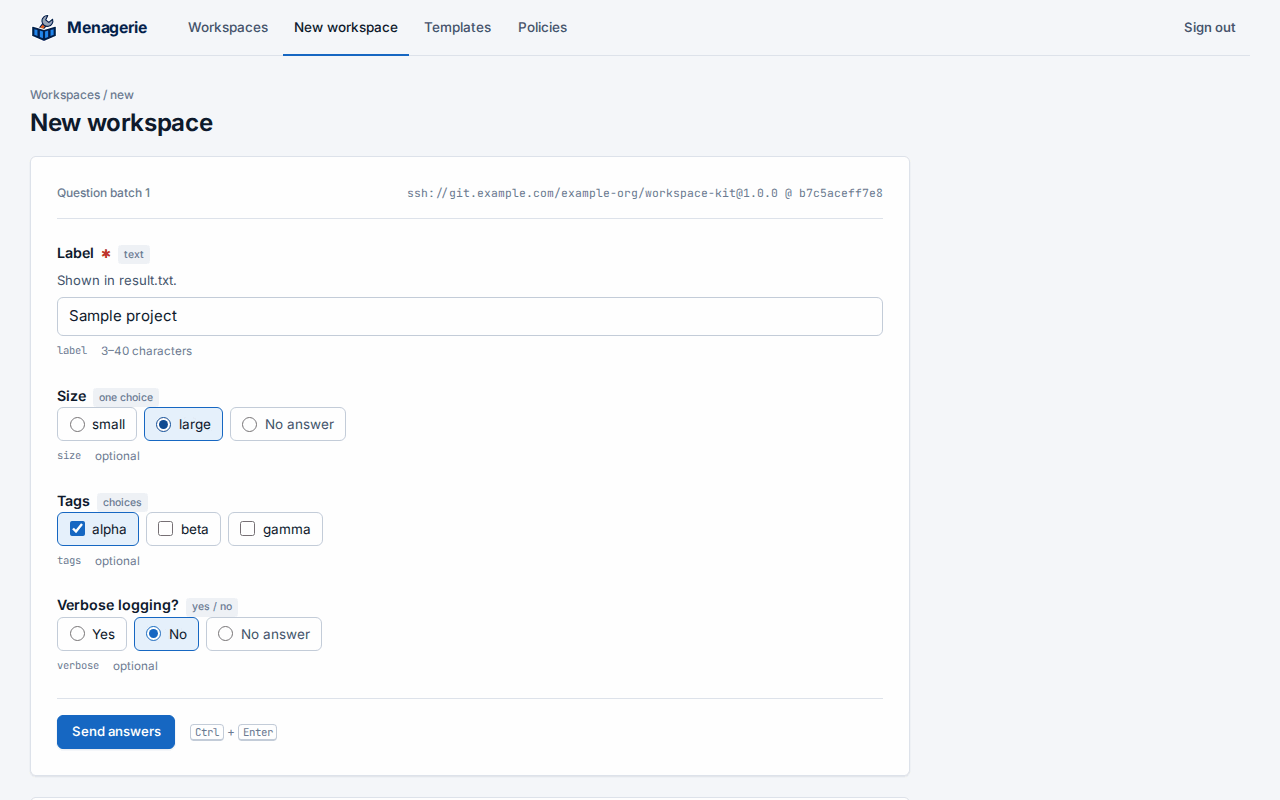 Menagerie Workspaces New workspace Templates Policies Sign out
Workspaces / new
New workspace
Question batch 1 ssh://git.example.com/example-org/workspace-kit@1.0.0 @ b7c5aceff7e8
Label * text
Shown in result.txt.
Sample project
label 3–40 characters
Size one choice
small large No answer
size optional
Tags choices
alpha beta gamma
tags optional
Verbose logging? yes / no
Yes No No answer
verbose optional
Send answers Ctrl + Enter